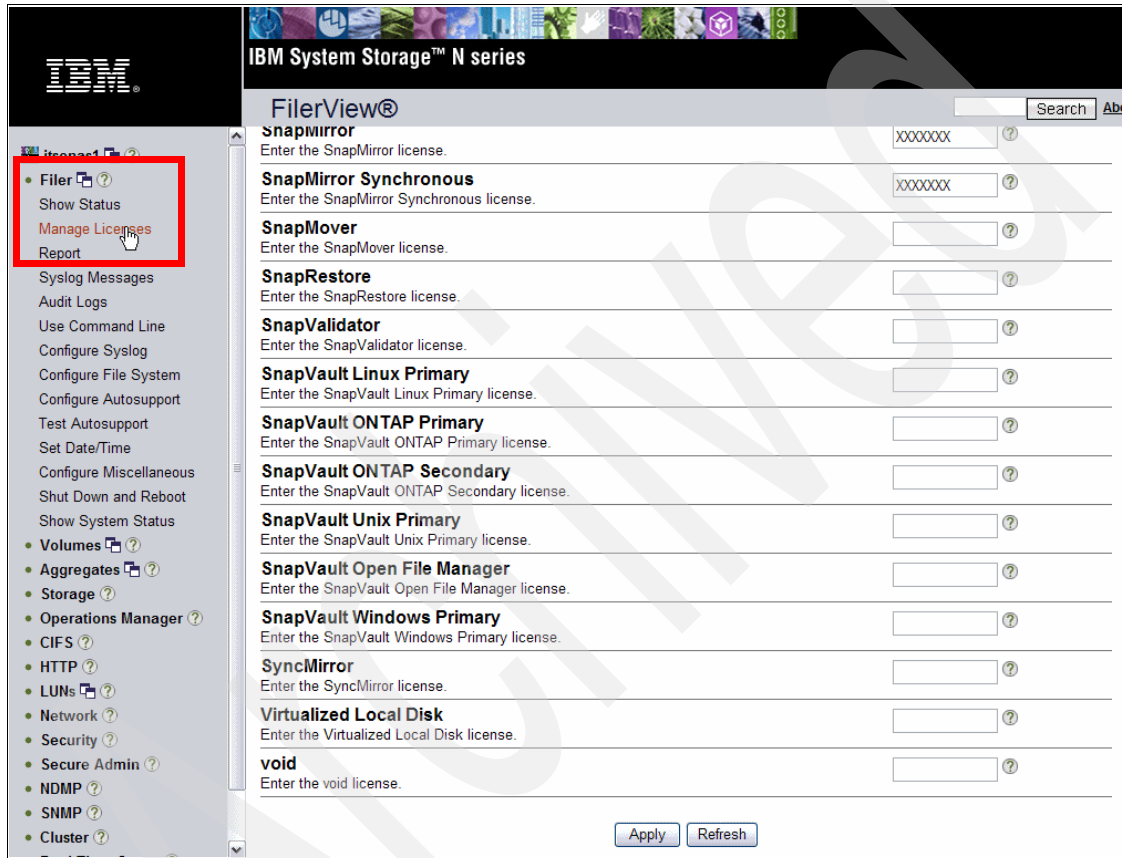 IBM®
IBM System Storage™ N series
FilerView®
Search
itsonas1
• Filer
Show Status
Manage Licenses
Report
Syslog Messages
Audit Logs
Use Command Line
Configure Syslog
Configure File System
Configure Autosupport
Test Autosupport
Set Date/Time
Configure Miscellaneous
Shut Down and Reboot
Show System Status
• Volumes
• Aggregates
• Storage
• Operations Manager
• CIFS
• HTTP
• LUNs
• Network
• Security
• Secure Admin
• NDMP
• SNMP
• Cluster
SnapMirror
Enter the SnapMirror license.
XXXXXXX
SnapMirror Synchronous
Enter the SnapMirror Synchronous license.
XXXXXXX
SnapMover
Enter the SnapMover license.
SnapRestore
Enter the SnapRestore license.
SnapValidator
Enter the SnapValidator license.
SnapVault Linux Primary
Enter the SnapVault Linux Primary license.
SnapVault ONTAP Primary
Enter the SnapVault ONTAP Primary license.
SnapVault ONTAP Secondary
Enter the SnapVault ONTAP Secondary license.
SnapVault Unix Primary
Enter the SnapVault Unix Primary license.
SnapVault Open File Manager
Enter the SnapVault Open File Manager license.
SnapVault Windows Primary
Enter the SnapVault Windows Primary license.
SyncMirror
Enter the SyncMirror license.
Virtualized Local Disk
Enter the Virtualized Local Disk license.
void
Enter the void license.
Apply
Refresh